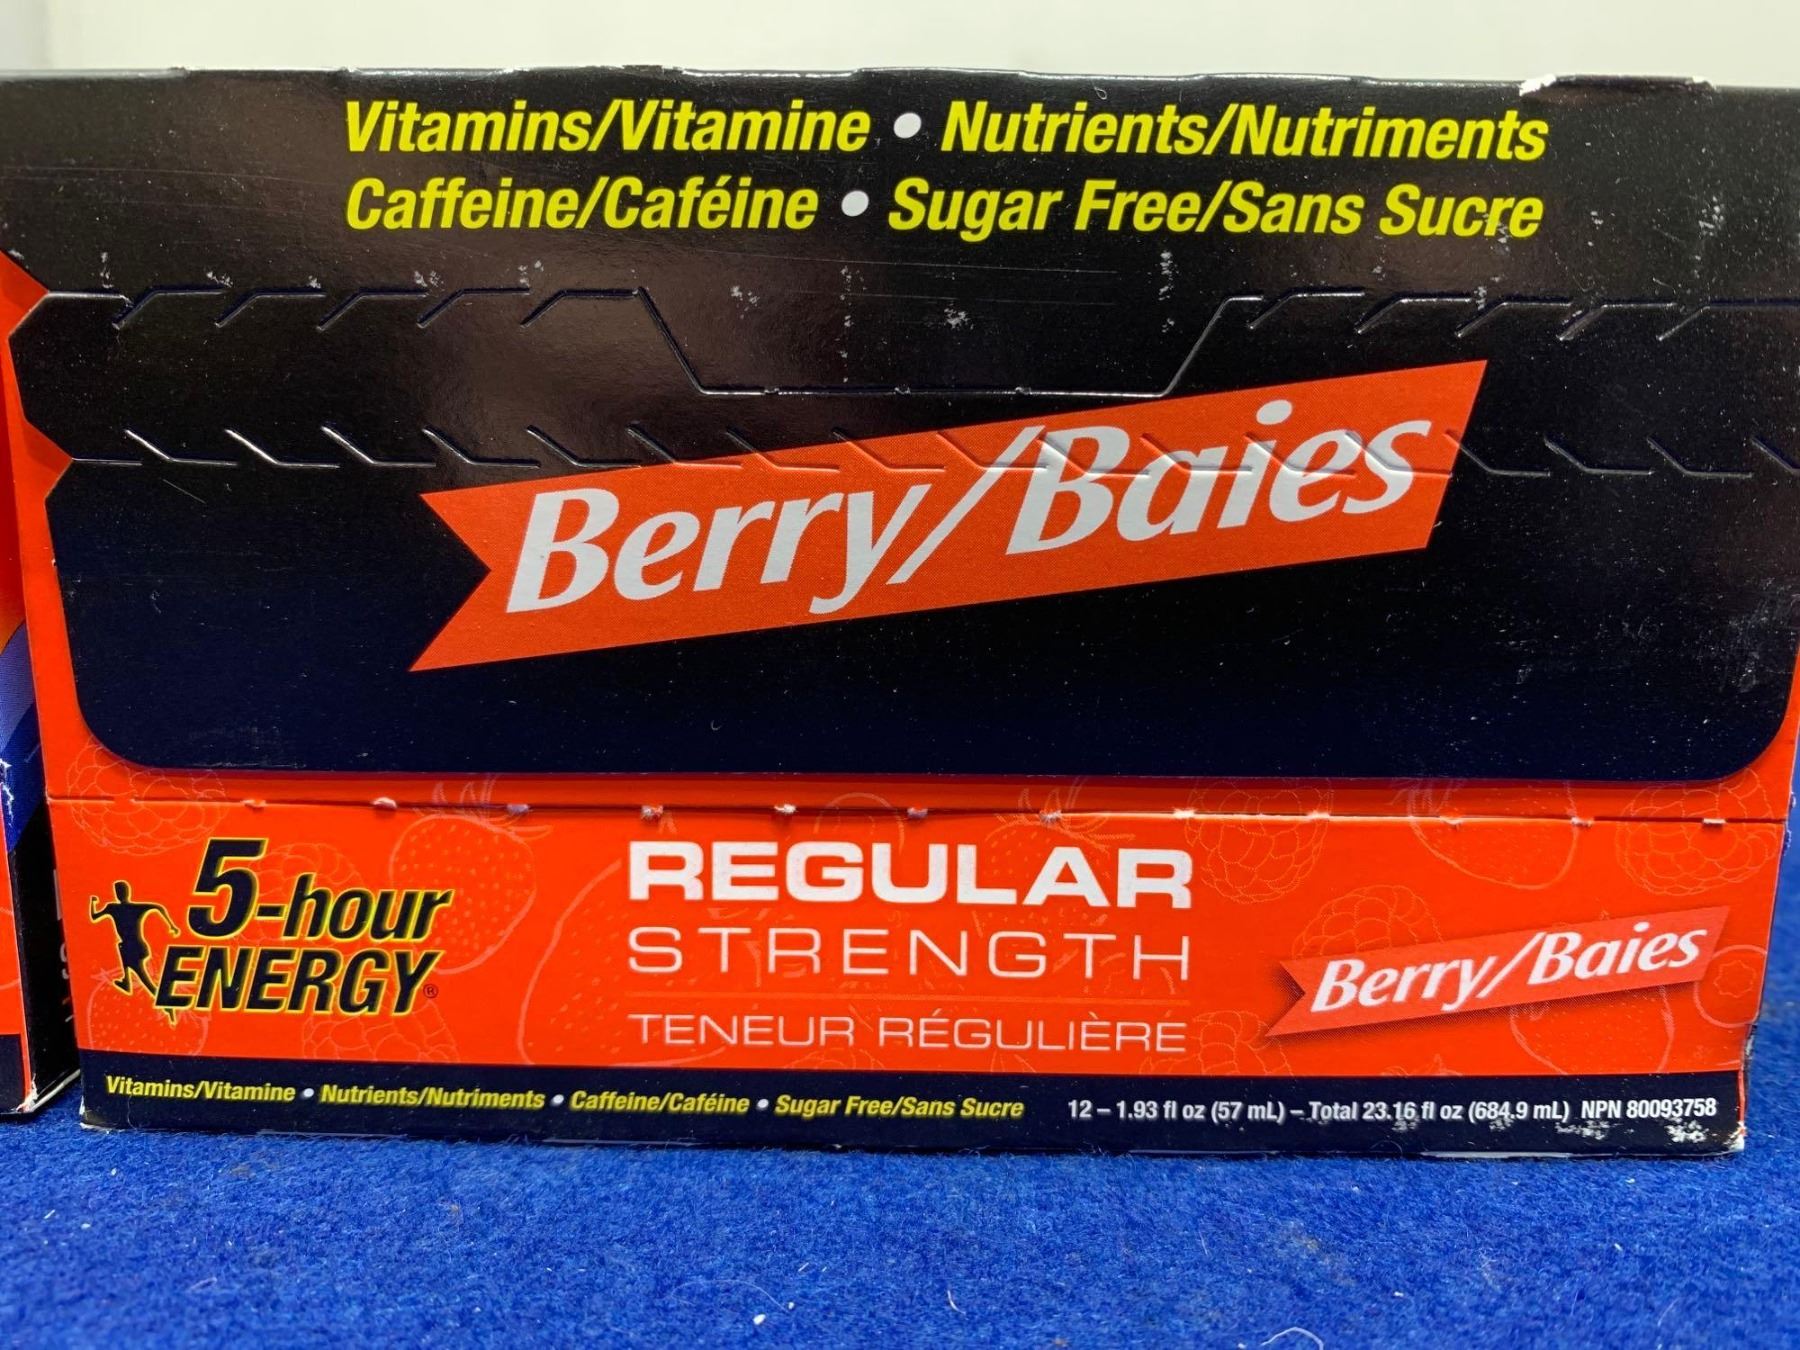 Vitamins/Vitamine • Nutrients/Nutriments
Caffeine/Caféine • Sugar Free/Sans Sucre
Berry/Baies
5-hour
ENERGY®
REGULAR
STRENGTH
TENEUR RÉGULIÈRE
Berry/Baies
Vitamins/Vitamine • Nutrients/Nutriments • Caffeine/Caféine • Sugar Free/Sans Sucre
12 – 1.93 fl oz (57 mL) – Total 23.16 fl oz (684.9 mL) NPN 80093758